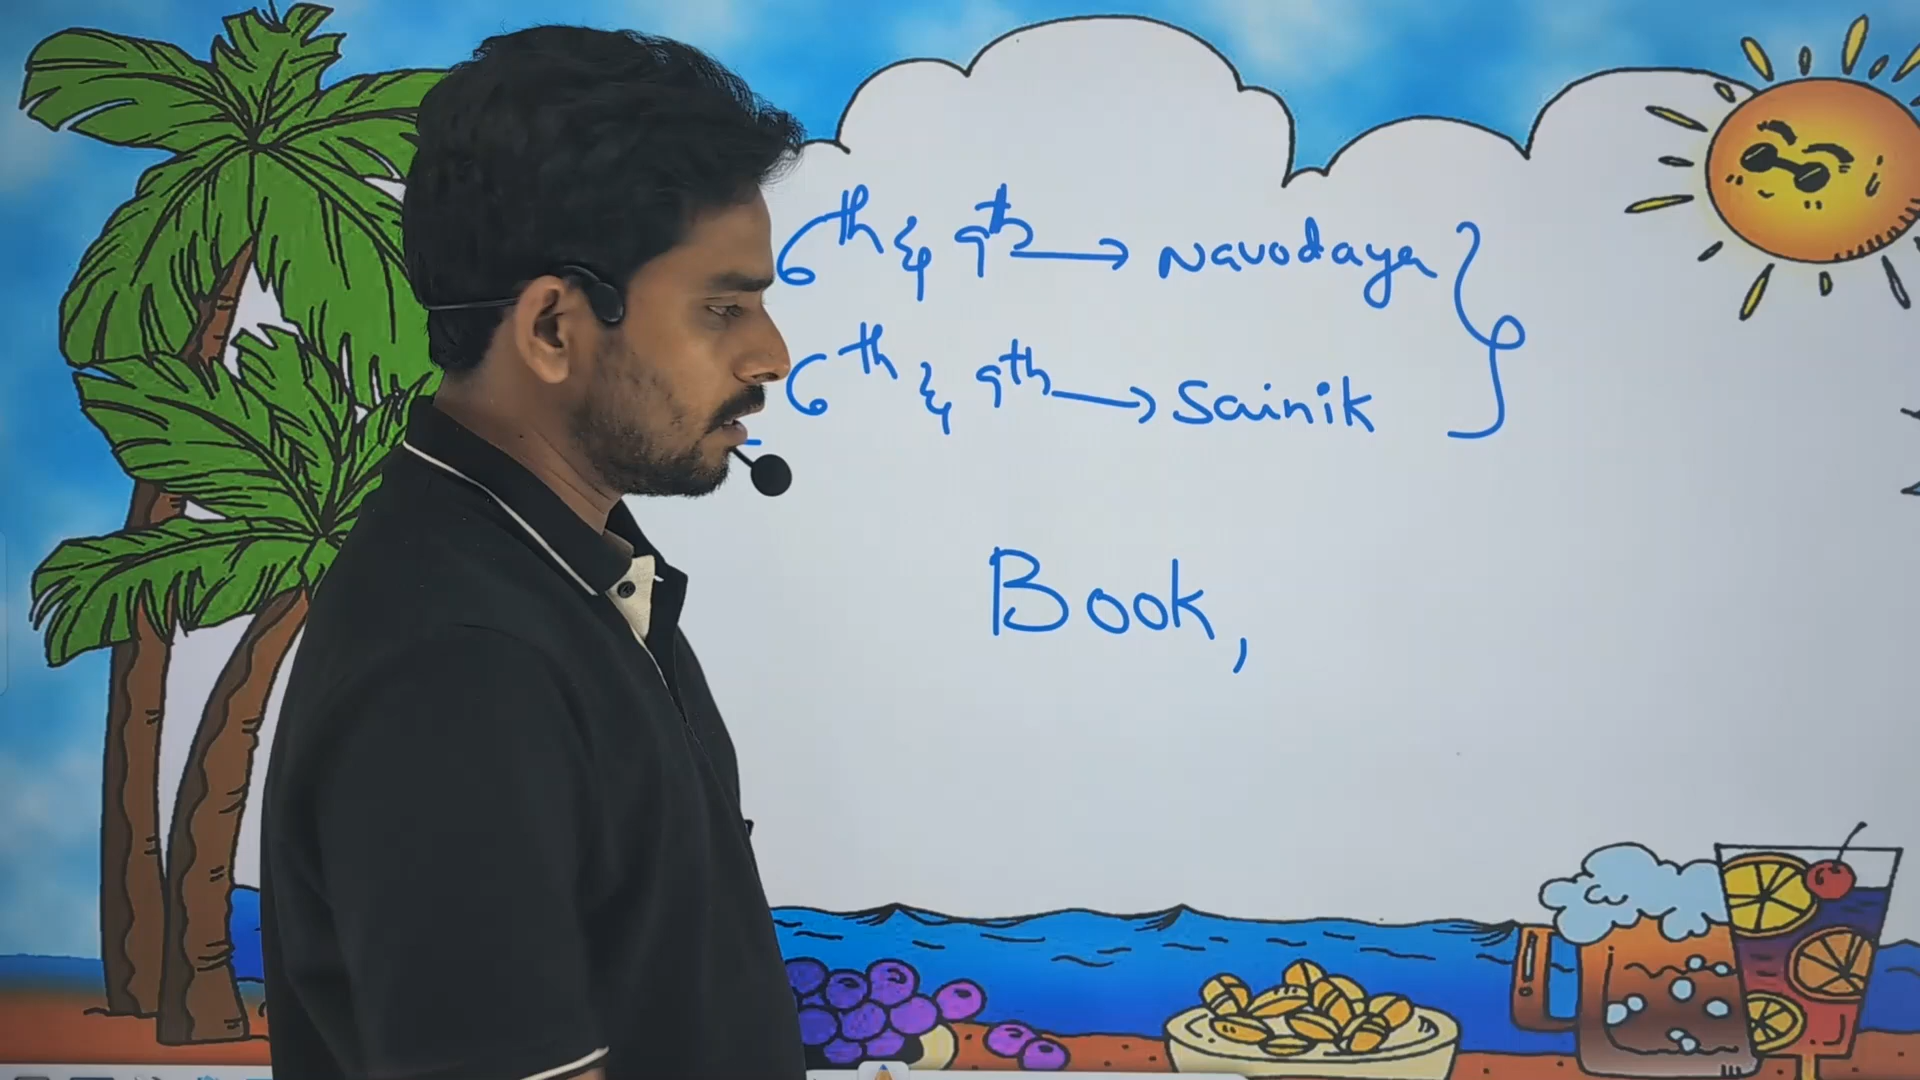 6th & 9th → Navodaya
6th & 9th → Sainik
Book,